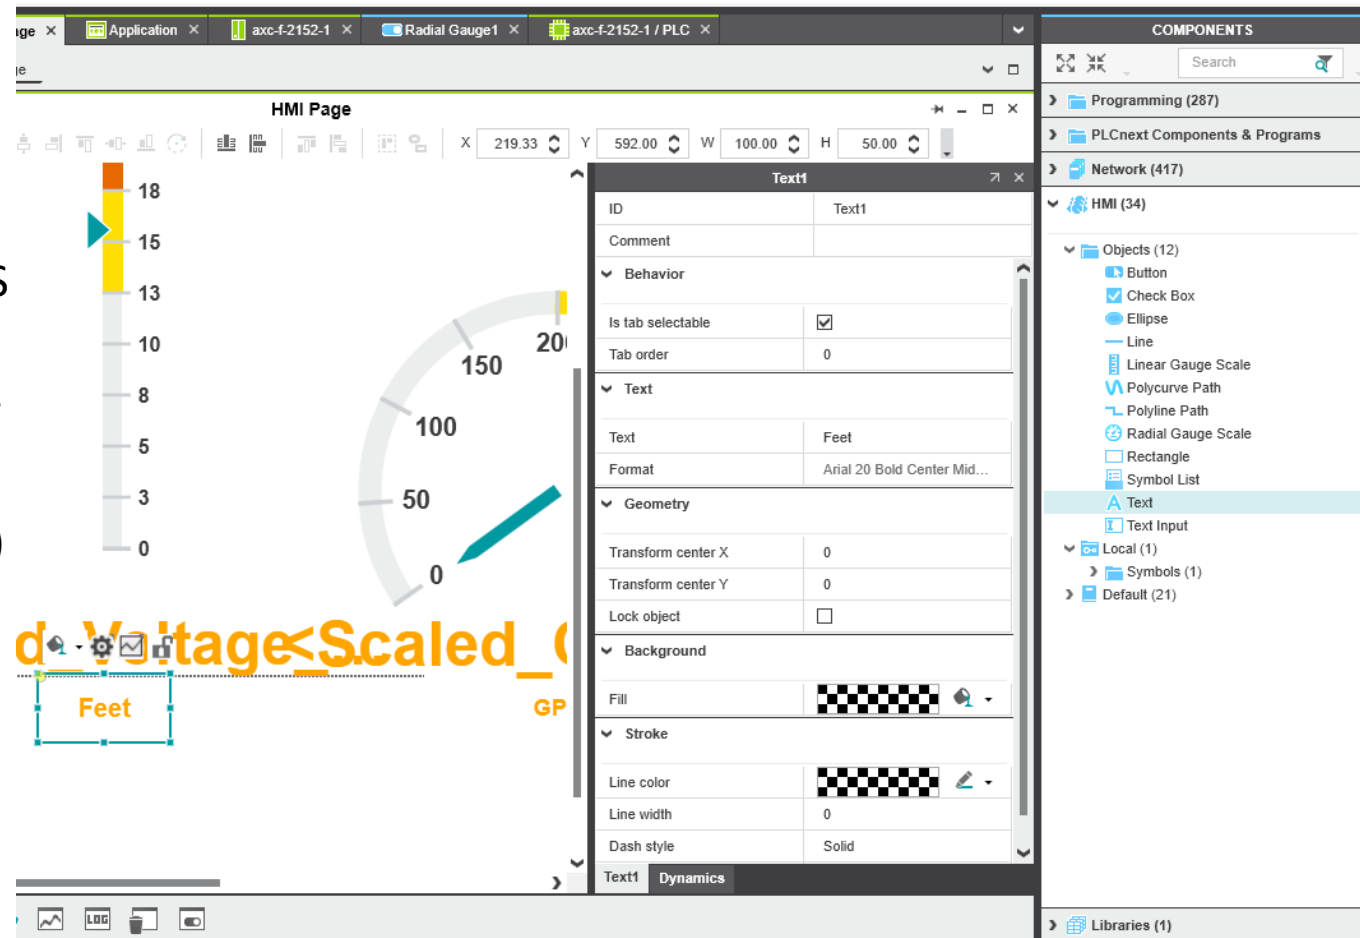 age × Application × axc-f-2152-1 × Radial Gauge1 × axc-f-2152-1 / PLC ×
HMI Page
X 219.33 Y 592.00 W 100.00 H 50.00
18
15
13
10
8
5
3
0
200
150
100
50
0
d_Voltage<Scaled_
Feet
GP
Text1
ID Text1
Comment
Behavior
Is tab selectable
Tab order 0
Text
Text Feet
Format Arial 20 Bold Center Mid...
Geometry
Transform center X 0
Transform center Y 0
Lock object
Background
Fill
Stroke
Line color
Line width 0
Dash style Solid
Text1 Dynamics
LOG
COMPONENTS
Search
Programming (287)
PLCnext Components & Programs
Network (417)
HMI (34)
Objects (12)
Button
Check Box
Ellipse
Line
Linear Gauge Scale
Polycurve Path
Polyline Path
Radial Gauge Scale
Rectangle
Symbol List
Text
Text Input
Local (1)
Symbols (1)
Default (21)
Libraries (1)